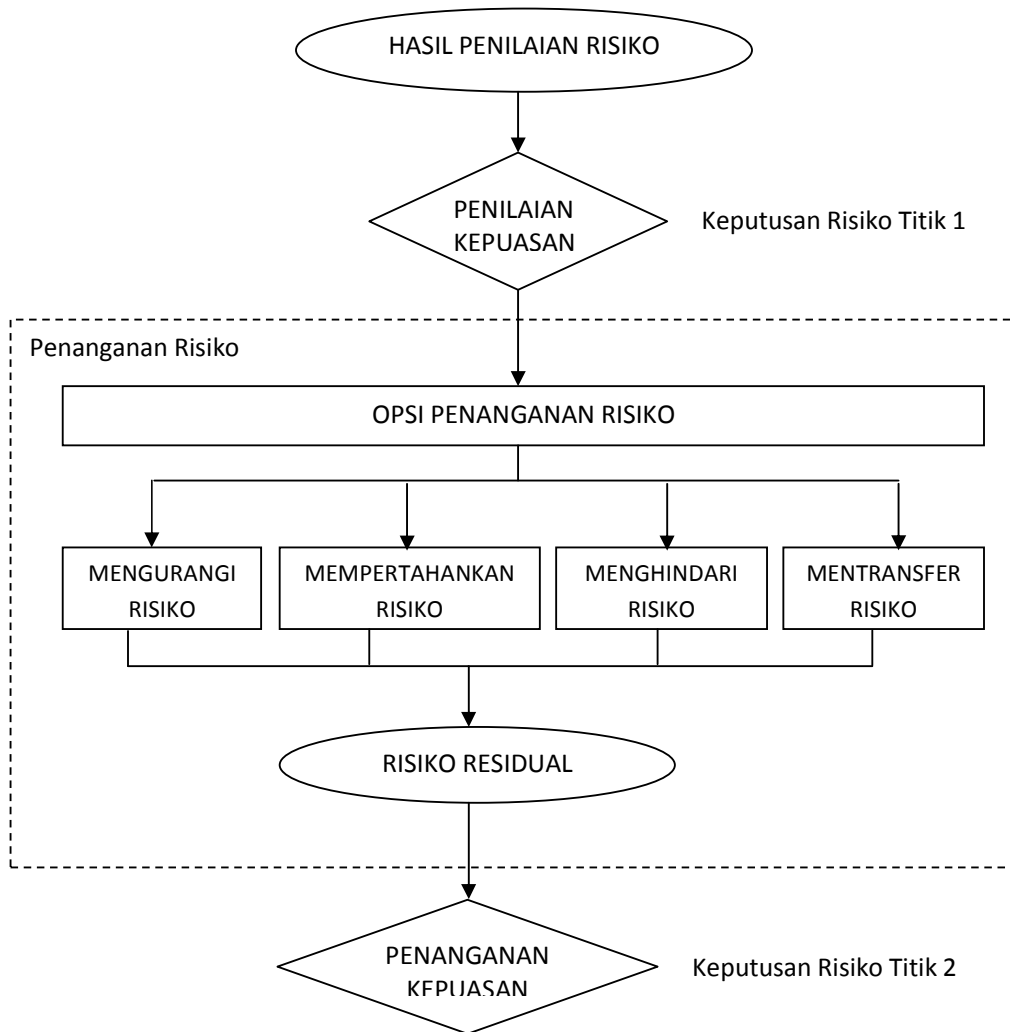 HASIL PENILAIAN RISIKO
PENILAIAN
KEPUASAN
Keputusan Risiko Titik 1
Penanganan Risiko
OPSI PENANGANAN RISIKO
MENGURANGI
RISIKO
MEMPERTAHANKAN
RISIKO
MENGHINDARI
RISIKO
MENTRANSFER
RISIKO
RISIKO RESIDUAL
PENANGANAN
KEPUASAN
Keputusan Risiko Titik 2